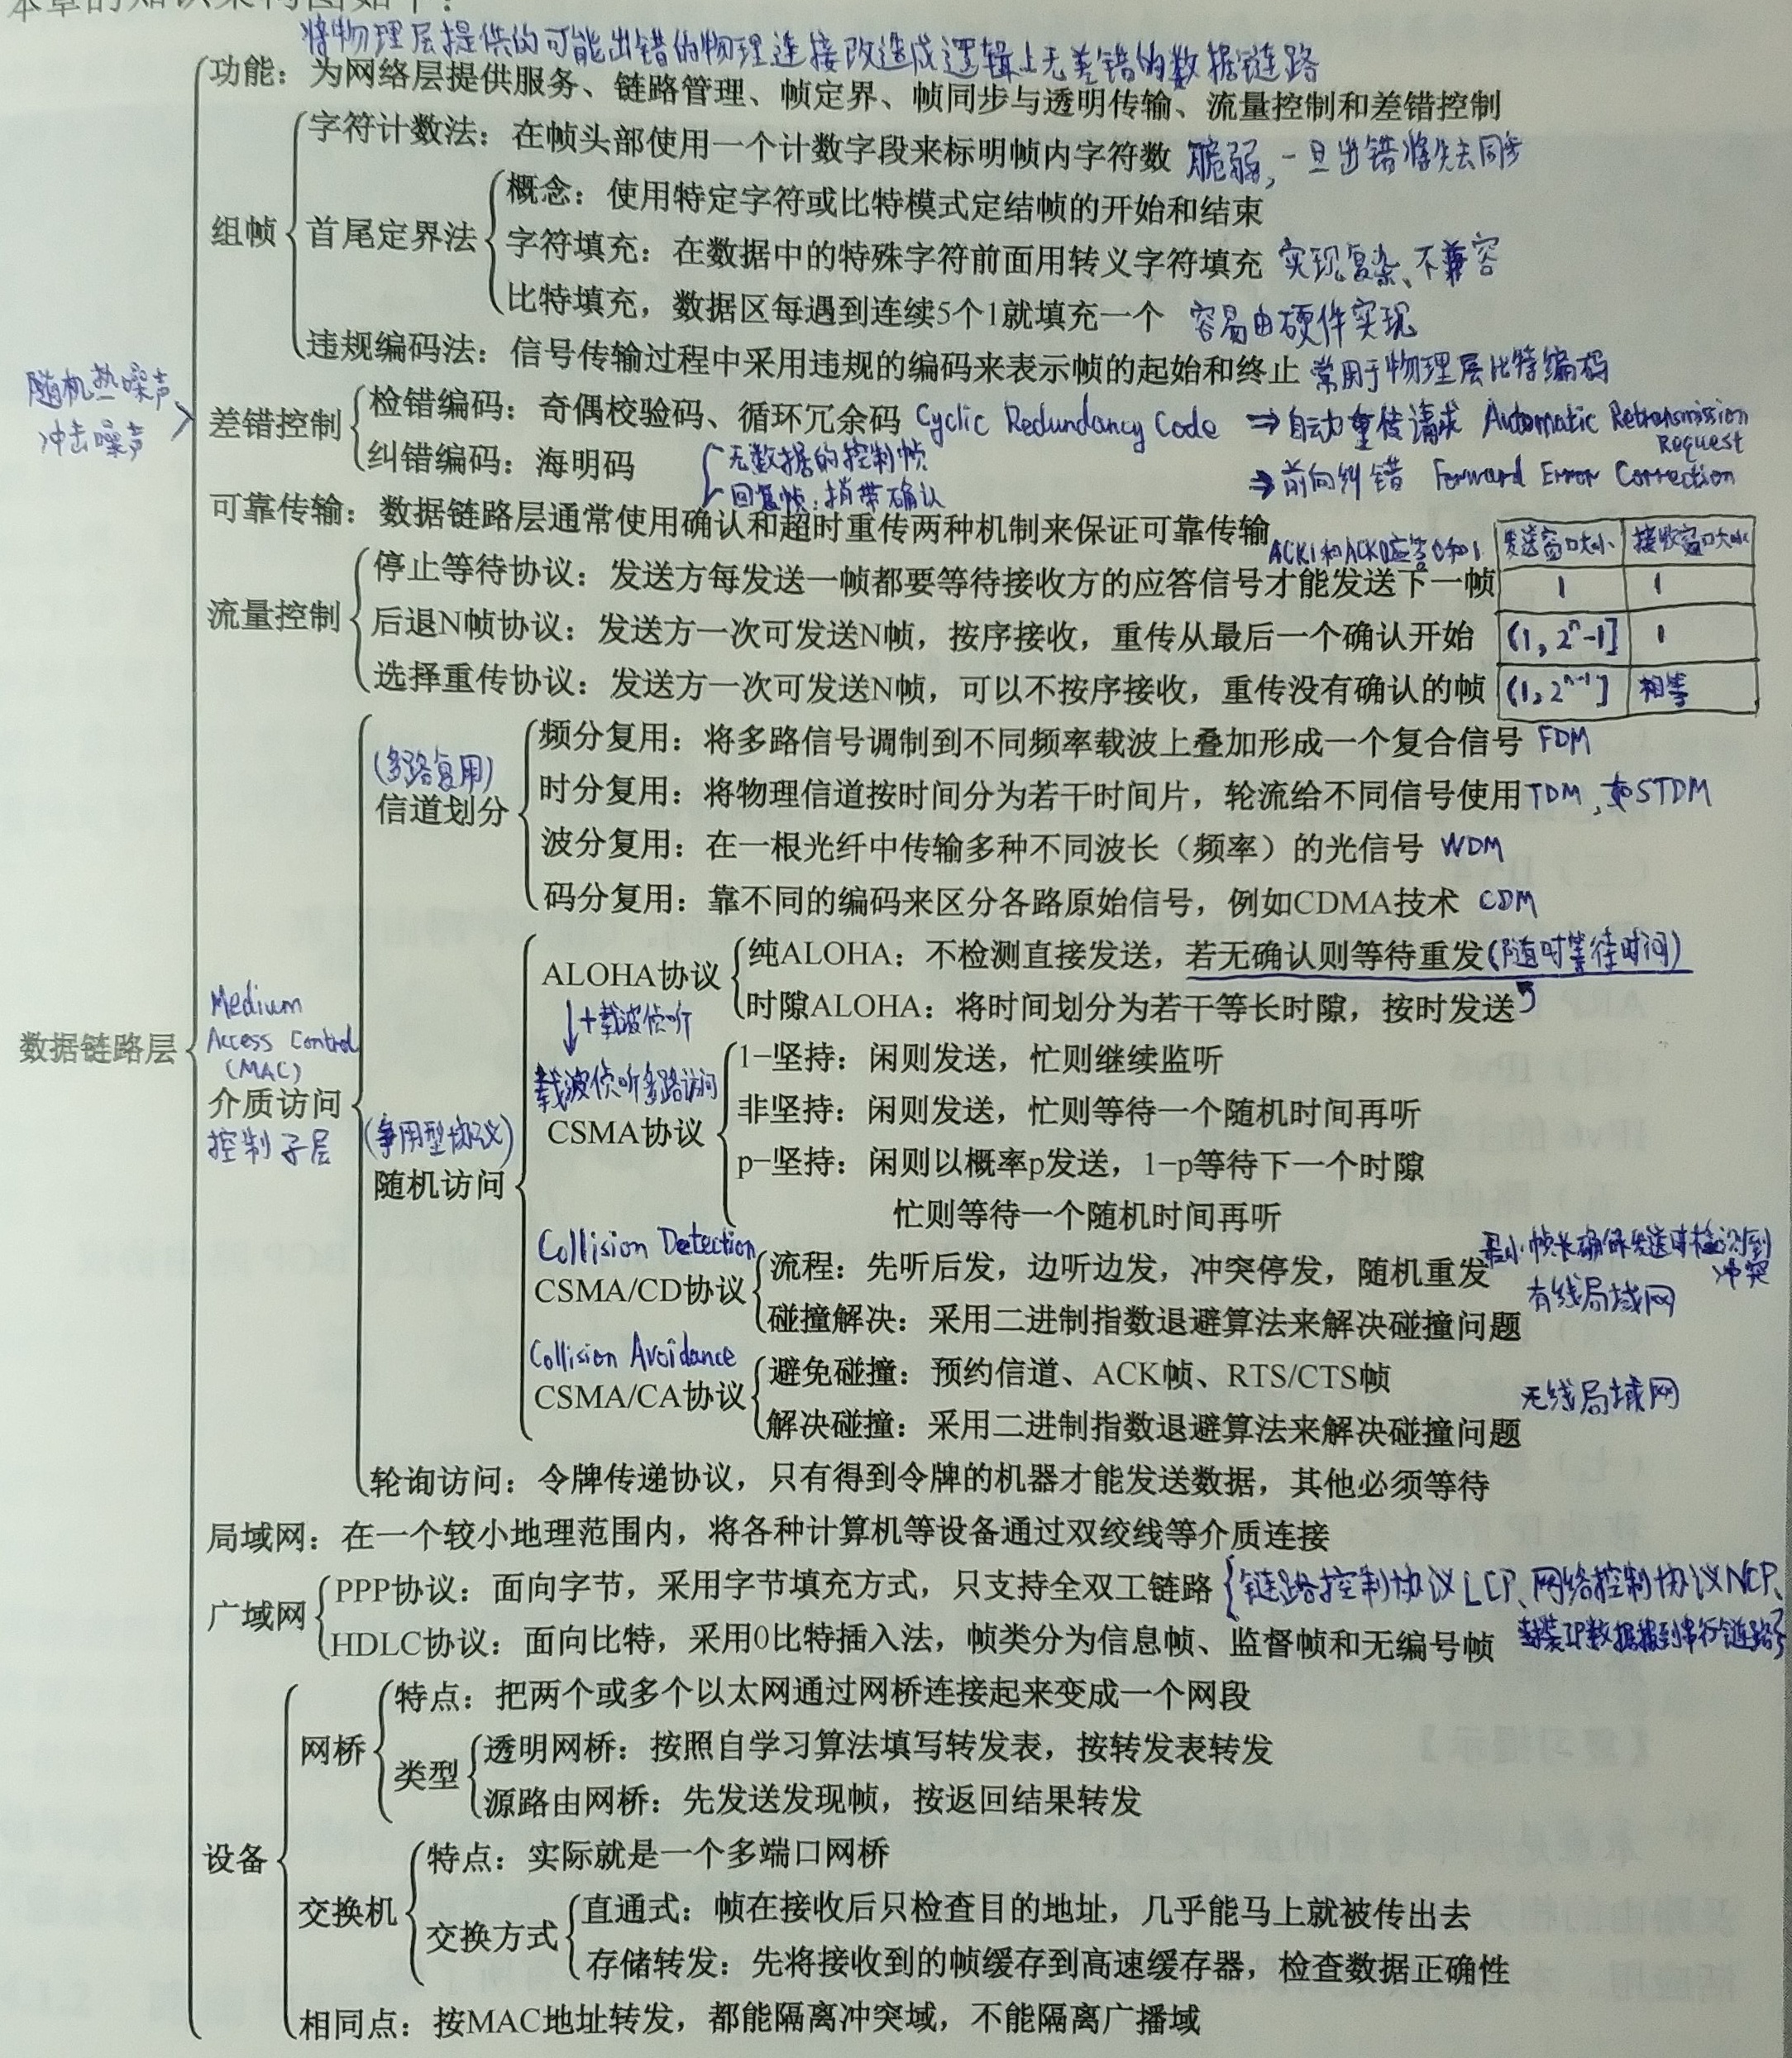 本章的知识架构图如下：
将物理层提供的可能出错的物理连接改造成逻辑上无差错的数据链路
功能：为网络层提供服务、链路管理、帧定界、帧同步与透明传输、流量控制和差错控制
字符计数法：在帧头部使用一个计数字段来标明帧内字符数 脆弱，一旦出错将失去同步
组帧
首尾定界法
概念：使用特定字符或比特模式定结帧的开始和结束
字符填充：在数据中的特殊字符前面用转义字符填充 实现复杂、不兼容
比特填充，数据区每遇到连续5个1就填充一个 容易由硬件实现
违规编码法：信号传输过程中采用违规的编码来表示帧的起始和终止 常用于物理层比特编码
随机热噪声
冲击噪声
差错控制
检错编码：奇偶校验码、循环冗余码 Cyclic Redundancy Code ⇒自动重传请求 Automatic Retransmission Request
纠错编码：海明码 ⇒前向纠错 Forward Error Correction
无数据的控制帧
回复帧：捎带确认
可靠传输：数据链路层通常使用确认和超时重传两种机制来保证可靠传输
ACK1和ACK0应答0和1
发送窗口大小 接收窗口大小
流量控制
停止等待协议：发送方每发送一帧都要等待接收方的应答信号才能发送下一帧 1 1
后退N帧协议：发送方一次可发送N帧，按序接收，重传从最后一个确认开始 (1, 2ⁿ-1] 1
选择重传协议：发送方一次可发送N帧，可以不按序接收，重传没有确认的帧 (1, 2ⁿ⁻¹] 相等
(多路复用)
信道划分
频分复用：将多路信号调制到不同频率载波上叠加形成一个复合信号 FDM
时分复用：将物理信道按时间分为若干时间片，轮流给不同信号使用 TDM，如STDM
波分复用：在一根光纤中传输多种不同波长（频率）的光信号 WDM
码分复用：靠不同的编码来区分各路原始信号，例如CDMA技术 CDM
数据链路层
Medium
Access Control
(MAC)
介质访问
控制子层
(争用型协议)
随机访问
ALOHA协议
纯ALOHA：不检测直接发送，若无确认则等待重发(随时等待时间)
时隙ALOHA：将时间划分为若干等长时隙，按时发送
↓+载波侦听
载波侦听多路访问
CSMA协议
1-坚持：闲则发送，忙则继续监听
非坚持：闲则发送，忙则等待一个随机时间再听
p-坚持：闲则以概率p发送，1-p等待下一个时隙
忙则等待一个随机时间再听
Collision Detection
CSMA/CD协议
流程：先听后发，边听边发，冲突停发，随机重发 最小帧长确保发送时检测到冲突
有线局域网
碰撞解决：采用二进制指数退避算法来解决碰撞问题
Collision Avoidance
CSMA/CA协议
避免碰撞：预约信道、ACK帧、RTS/CTS帧
无线局域网
解决碰撞：采用二进制指数退避算法来解决碰撞问题
轮询访问：令牌传递协议，只有得到令牌的机器才能发送数据，其他必须等待
局域网：在一个较小地理范围内，将各种计算机等设备通过双绞线等介质连接
广域网
PPP协议：面向字节，采用字节填充方式，只支持全双工链路 {链路控制协议LCP、网络控制协议NCP、
封装IP数据报到串行链路}
HDLC协议：面向比特，采用0比特插入法，帧类分为信息帧、监督帧和无编号帧
设备
网桥
特点：把两个或多个以太网通过网桥连接起来变成一个网段
类型
透明网桥：按照自学习算法填写转发表，按转发表转发
源路由网桥：先发送发现帧，按返回结果转发
交换机
特点：实际就是一个多端口网桥
交换方式
直通式：帧在接收后只检查目的地址，几乎能马上就被传出去
存储转发：先将接收到的帧缓存到高速缓存器，检查数据正确性
相同点：按MAC地址转发，都能隔离冲突域，不能隔离广播域